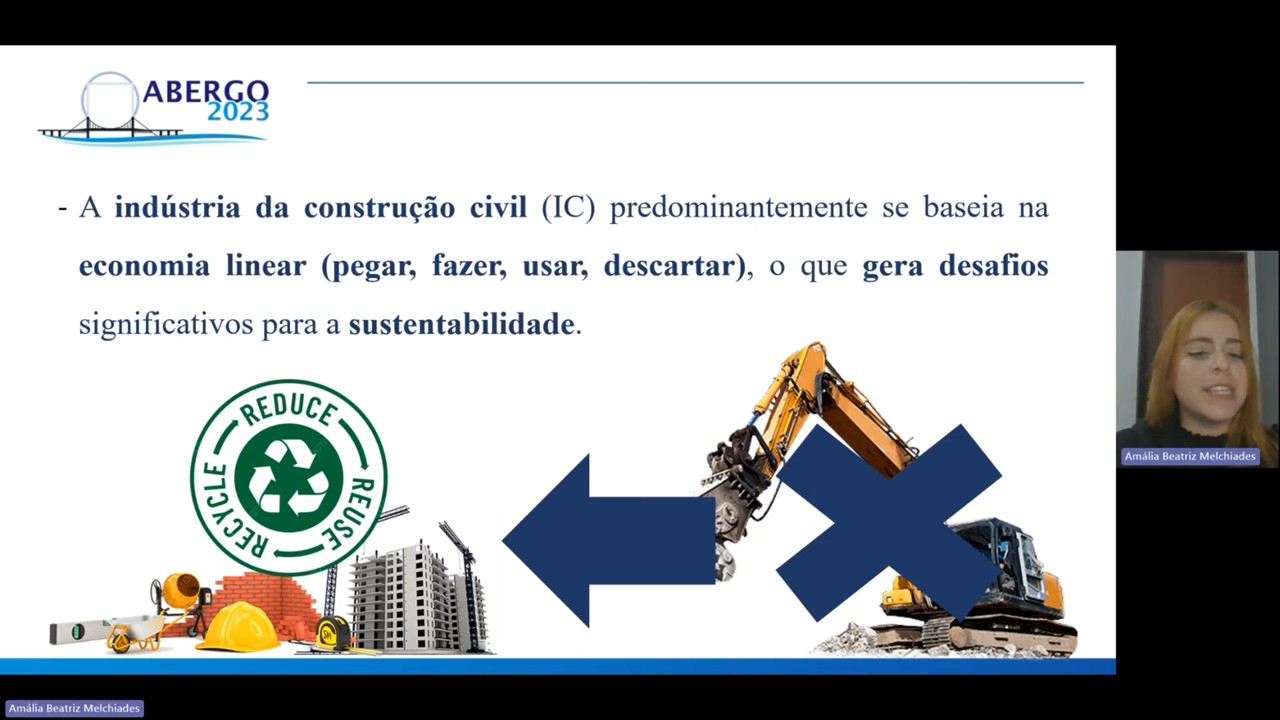 ABERGO
2023
- A indústria da construção civil (IC) predominantemente se baseia na
economia linear (pegar, fazer, usar, descartar), o que gera desafios
significativos para a sustentabilidade.
REDUCE
REUSE
RECYCLE
SM
Amália Beatriz Melchiades
Amália Beatriz Melchiades